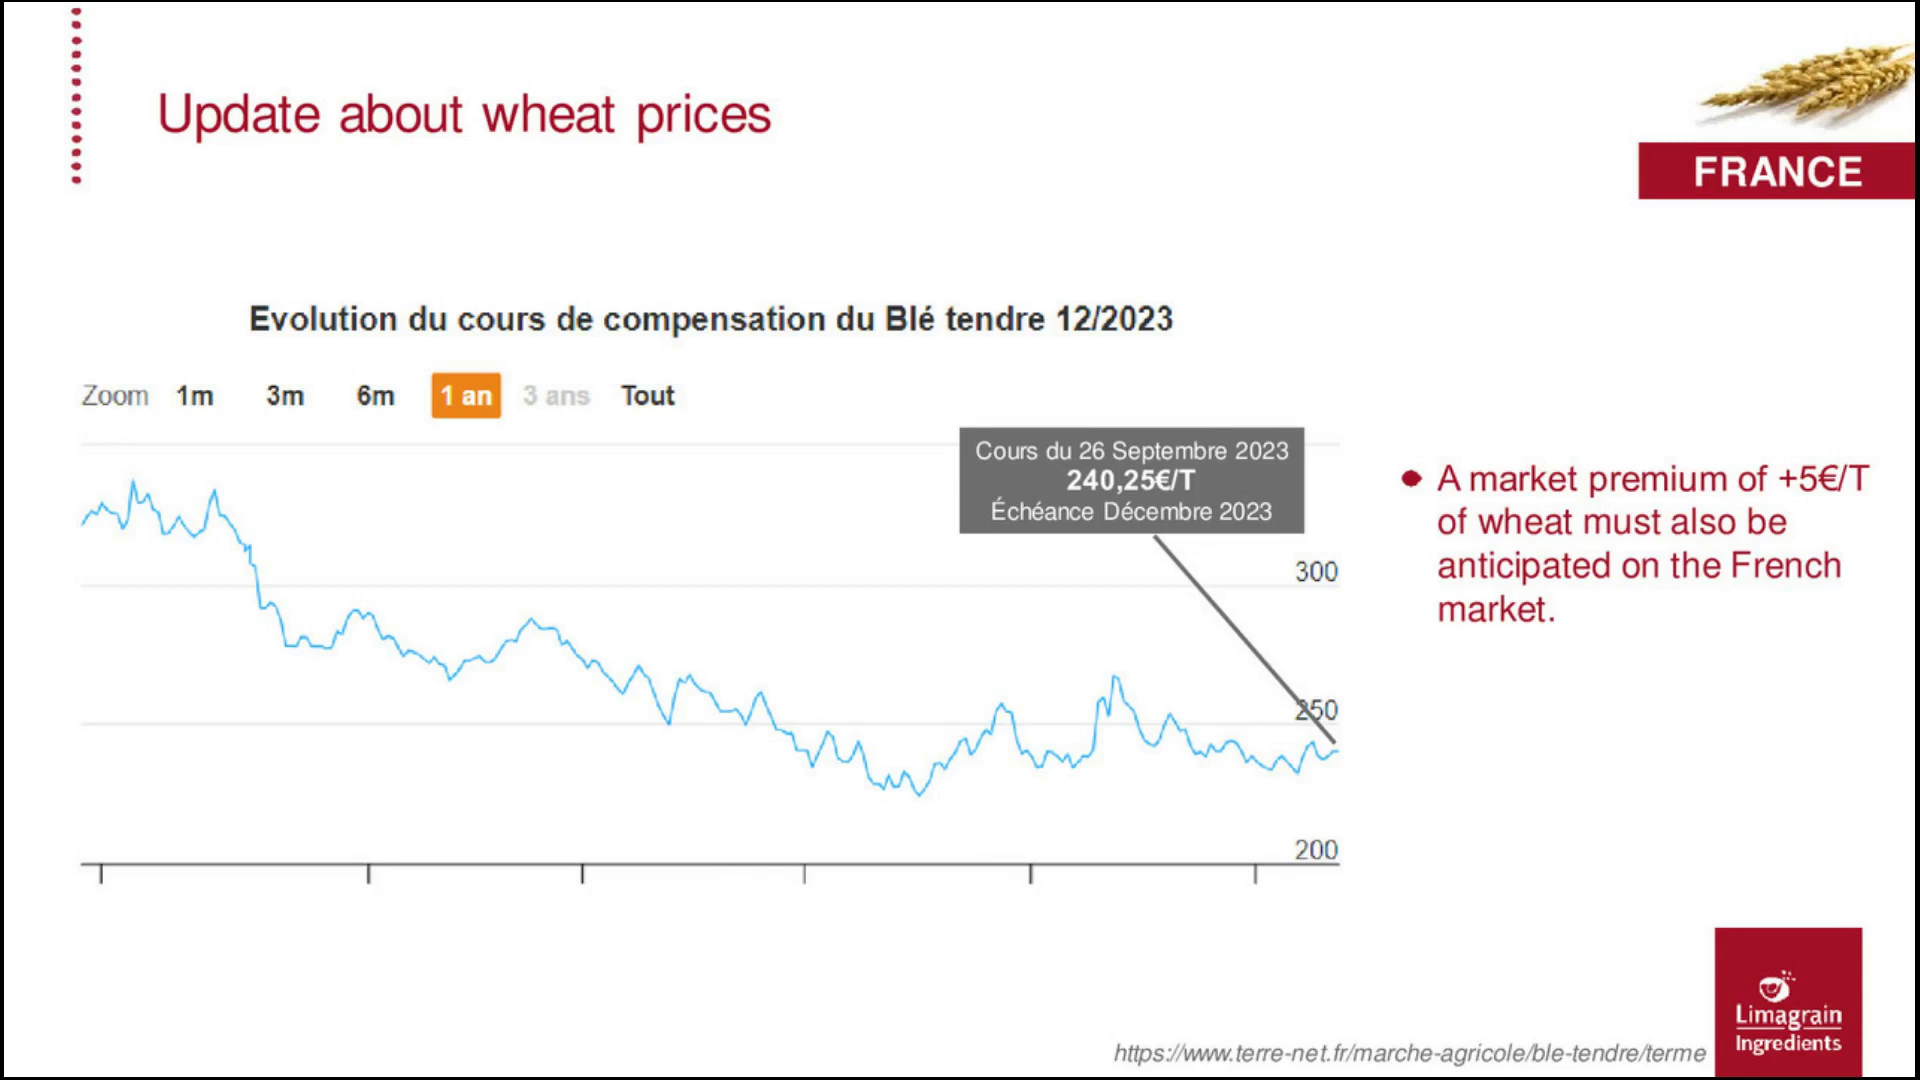 Update about wheat prices
FRANCE
Evolution du cours de compensation du Blé tendre 12/2023
Zoom 1m 3m 6m 1 an 3 ans Tout
Cours du 26 Septembre 2023
240,25€/T
Échéance Décembre 2023
300
250
200
A market premium of +5€/T
of wheat must also be
anticipated on the French
market.
https://www.terre-net.fr/marche-agricole/ble-tendre/terme
Limagrain
Ingredients